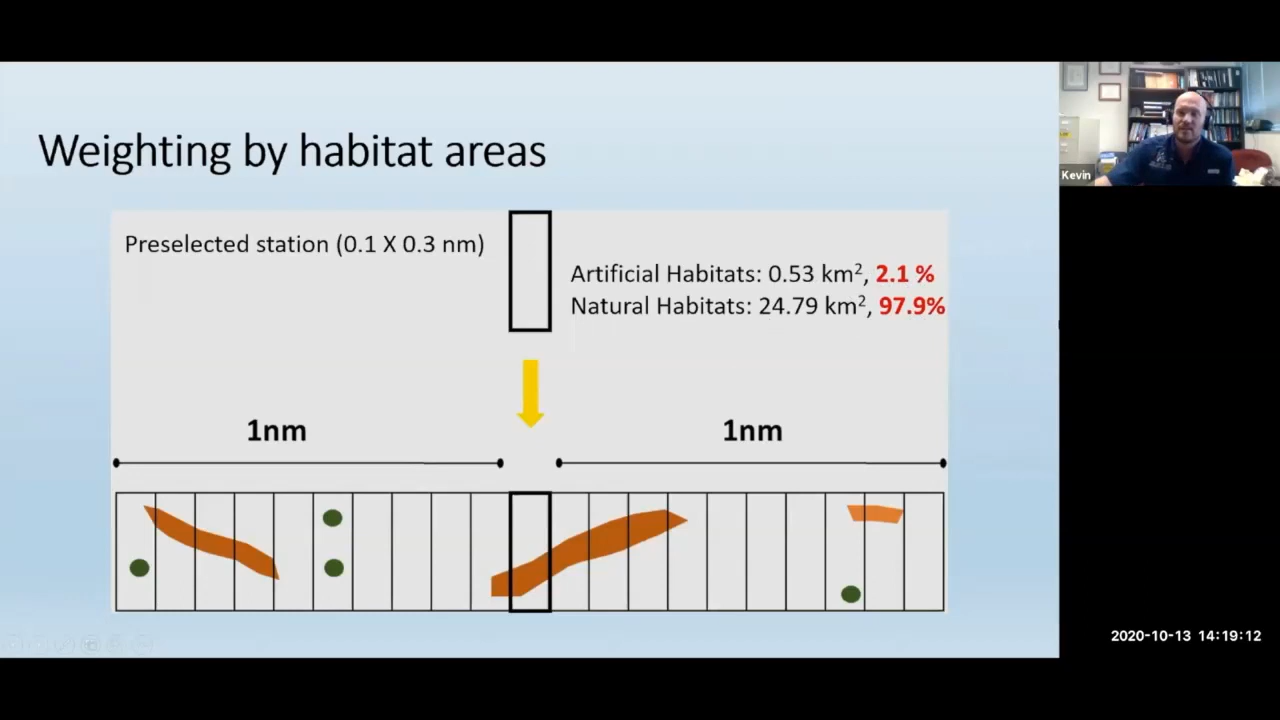 Weighting by habitat areas
Kevin
Preselected station (0.1 X 0.3 nm)
Artificial Habitats: 0.53 km², 2.1 %
Natural Habitats: 24.79 km², 97.9%
1nm
1nm
2020-10-13 14:19:12